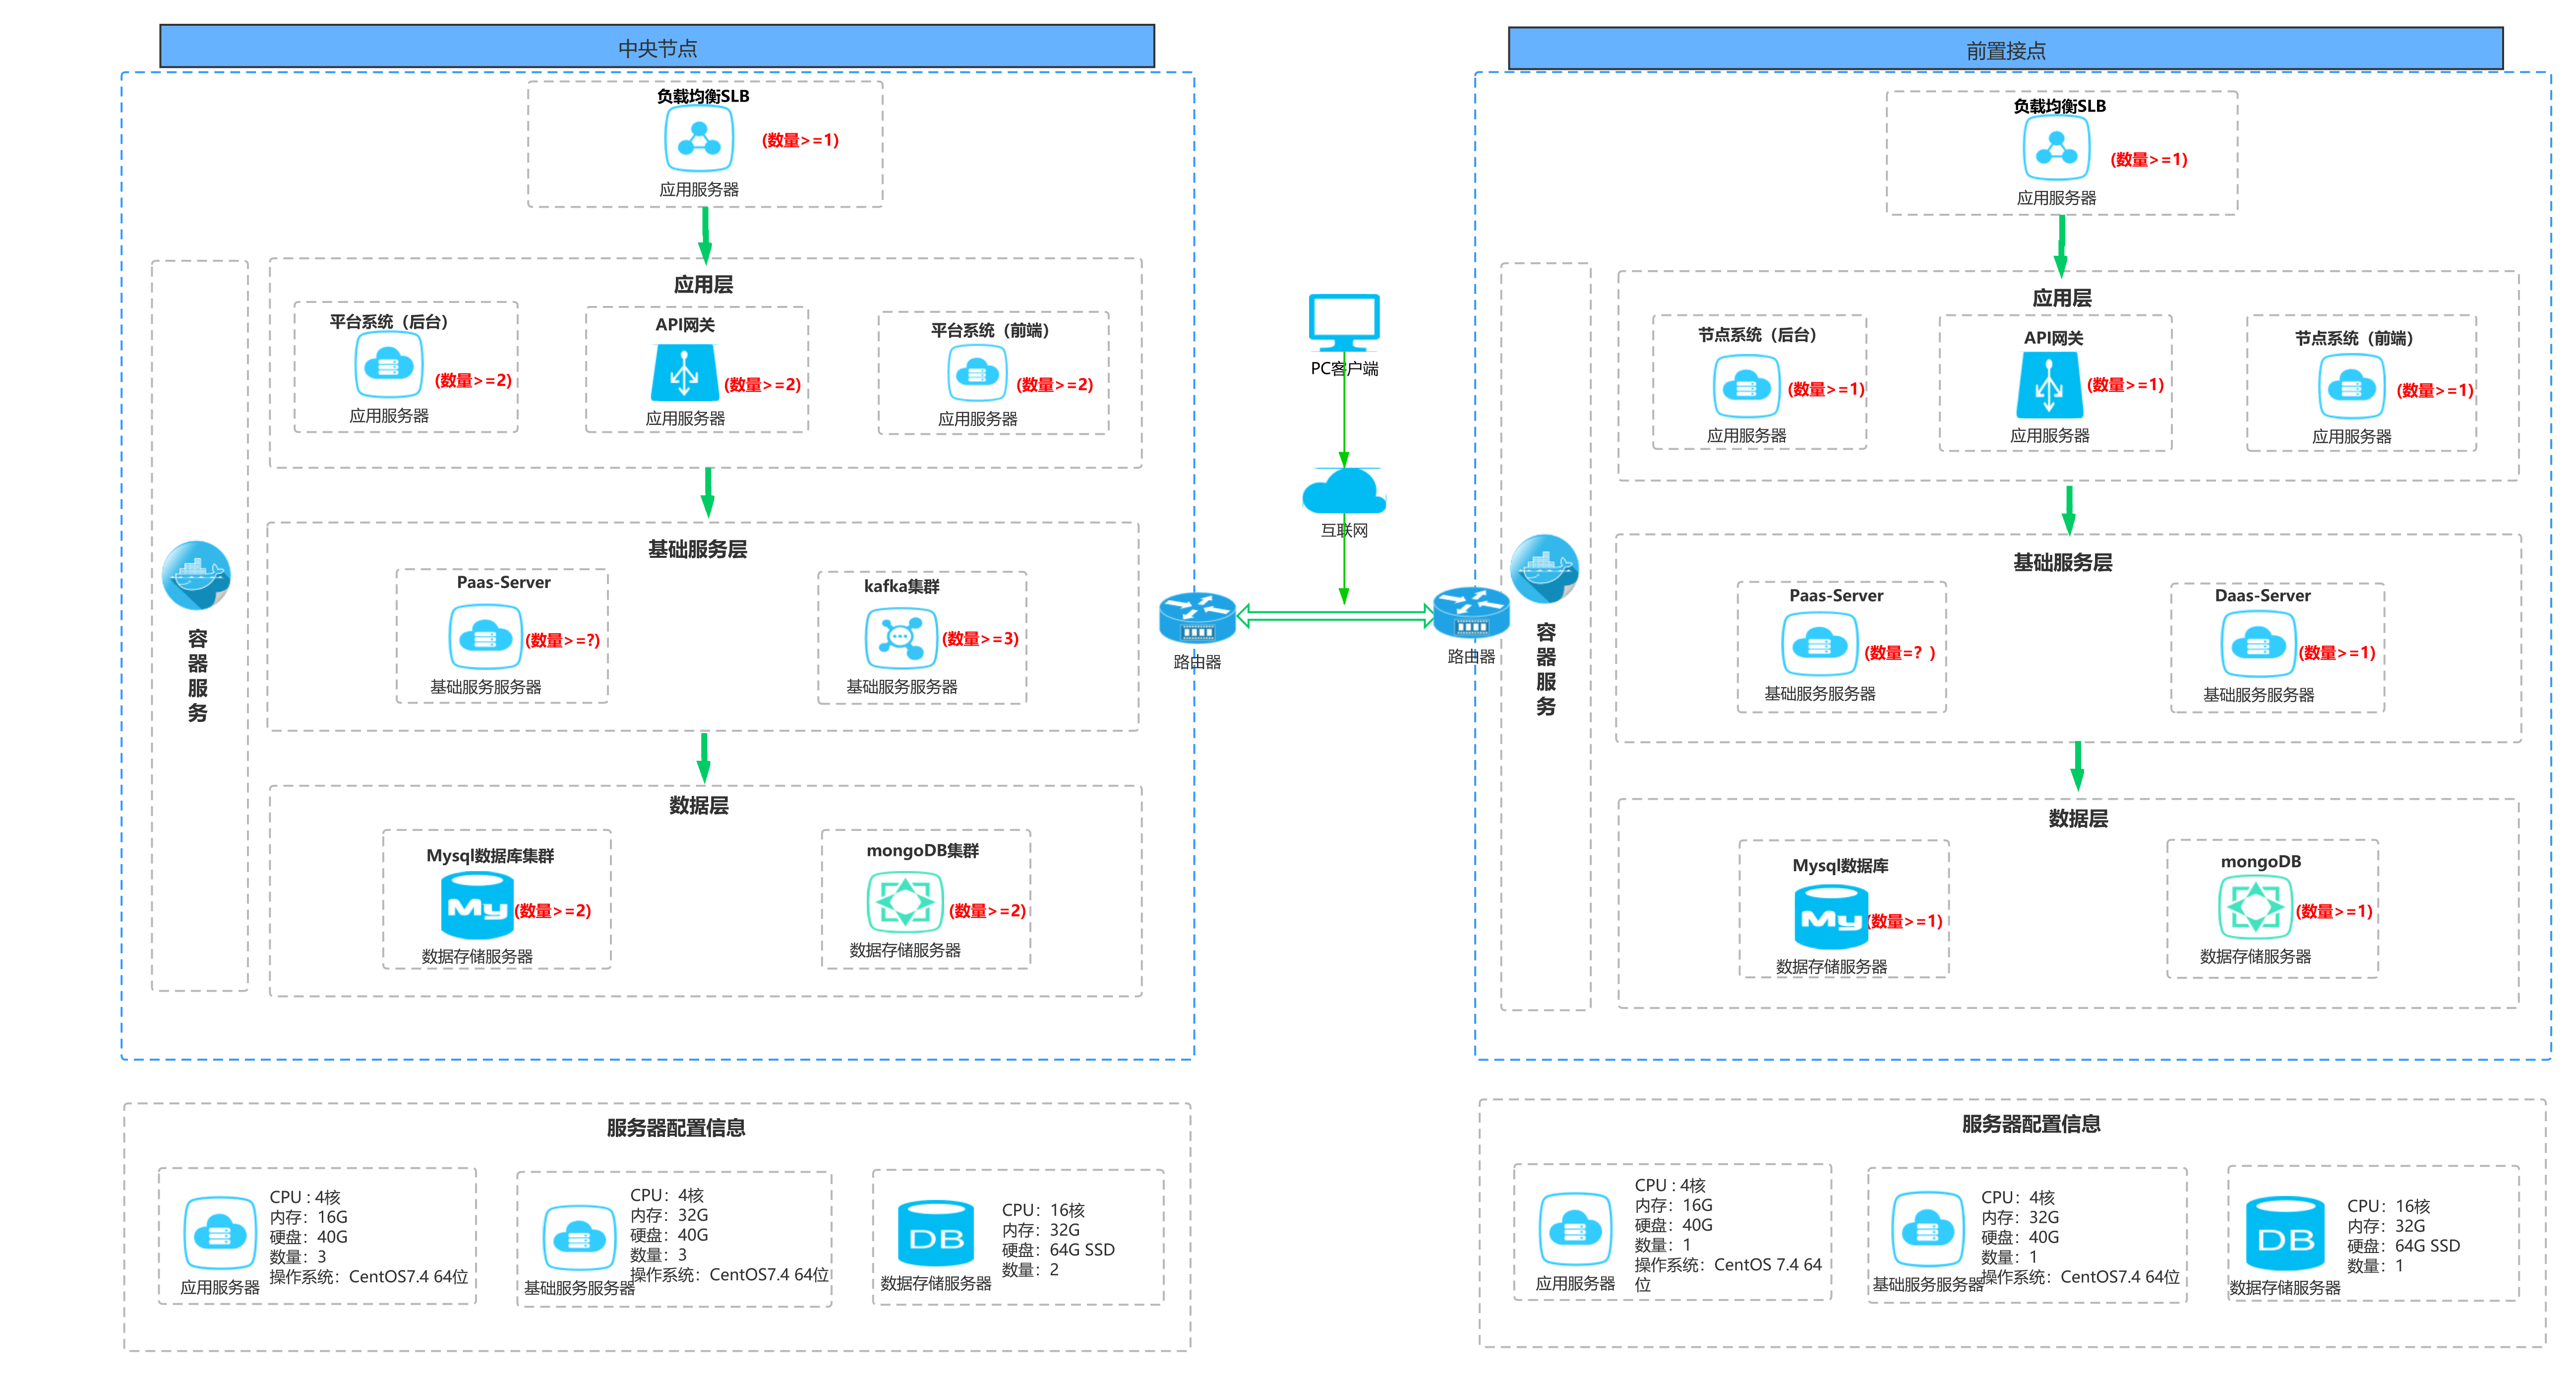 中央节点
负载均衡SLB
(数量>=1)
应用服务器
应用层
平台系统（后台）
(数量>=2)
应用服务器
API网关
(数量>=2)
应用服务器
平台系统（前端）
(数量>=2)
应用服务器
基础服务层
Paas-Server
(数量>=?)
基础服务服务器
kafka集群
(数量>=3)
基础服务服务器
数据层
Mysql数据库集群
My
(数量>=2)
数据存储服务器
mongoDB集群
(数量>=2)
数据存储服务器
容
器
服
务
路由器
PC客户端
互联网
路由器
前置接点
负载均衡SLB
(数量>=1)
应用服务器
应用层
节点系统（后台）
(数量>=1)
应用服务器
API网关
(数量>=1)
应用服务器
节点系统（前端）
(数量>=1)
应用服务器
基础服务层
Paas-Server
(数量=？)
基础服务服务器
Daas-Server
(数量>=1)
基础服务服务器
数据层
Mysql数据库
My
(数量>=1)
数据存储服务器
mongoDB
(数量>=1)
数据存储服务器
容
器
服
务
服务器配置信息
CPU : 4核
内存：16G
硬盘：40G
数量：3
操作系统：CentOS7.4 64位
应用服务器
CPU：4核
内存：32G
硬盘：40G
数量：3
操作系统：CentOS7.4 64位
基础服务服务器
DB
CPU：16核
内存：32G
硬盘：64G SSD
数量：2
数据存储服务器
服务器配置信息
CPU : 4核
内存：16G
硬盘：40G
数量：1
操作系统：CentOS 7.4 64
位
应用服务器
CPU：4核
内存：32G
硬盘：40G
数量：1
操作系统：CentOS7.4 64位
基础服务服务器
DB
CPU：16核
内存：32G
硬盘：64G SSD
数量：1
数据存储服务器